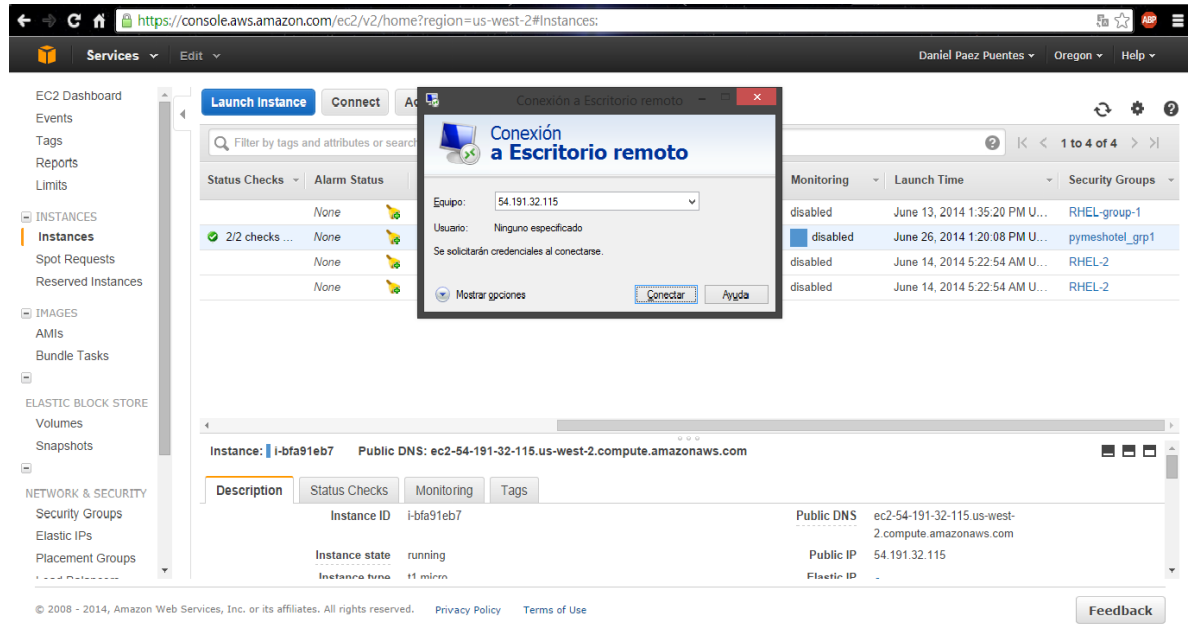 https://console.aws.amazon.com/ec2/v2/home?region=us-west-2#Instances:
ABP
Services Edit Daniel Paez Puentes Oregon Help
EC2 Dashboard
Events
Tags
Reports
Limits
INSTANCES
Instances
Spot Requests
Reserved Instances
IMAGES
AMIs
Bundle Tasks
ELASTIC BLOCK STORE
Volumes
Snapshots
NETWORK & SECURITY
Security Groups
Elastic IPs
Placement Groups
Load Balancers
Launch Instance Connect
Filter by tags and attributes or search 1 to 4 of 4
Status Checks Alarm Status Monitoring Launch Time Security Groups
None disabled June 13, 2014 1:35:20 PM U... RHEL-group-1
2/2 checks ... None disabled June 26, 2014 1:20:08 PM U... pymeshotel_grp1
None disabled June 14, 2014 5:22:54 AM U... RHEL-2
None disabled June 14, 2014 5:22:54 AM U... RHEL-2
Conexión a Escritorio remoto
Conexión
a Escritorio remoto
Equipo: 54.191.32.115
Usuario: Ninguno especificado
Se solicitarán credenciales al conectarse.
Mostrar opciones Conectar Ayuda
Instance: i-bfa91eb7 Public DNS: ec2-54-191-32-115.us-west-2.compute.amazonaws.com
Description Status Checks Monitoring Tags
Instance ID i-bfa91eb7 Public DNS ec2-54-191-32-115.us-west-
2.compute.amazonaws.com
Instance state running Public IP 54.191.32.115
Instance type t1.micro Elastic IP -
© 2008 - 2014, Amazon Web Services, Inc. or its affiliates. All rights reserved. Privacy Policy Terms of Use Feedback